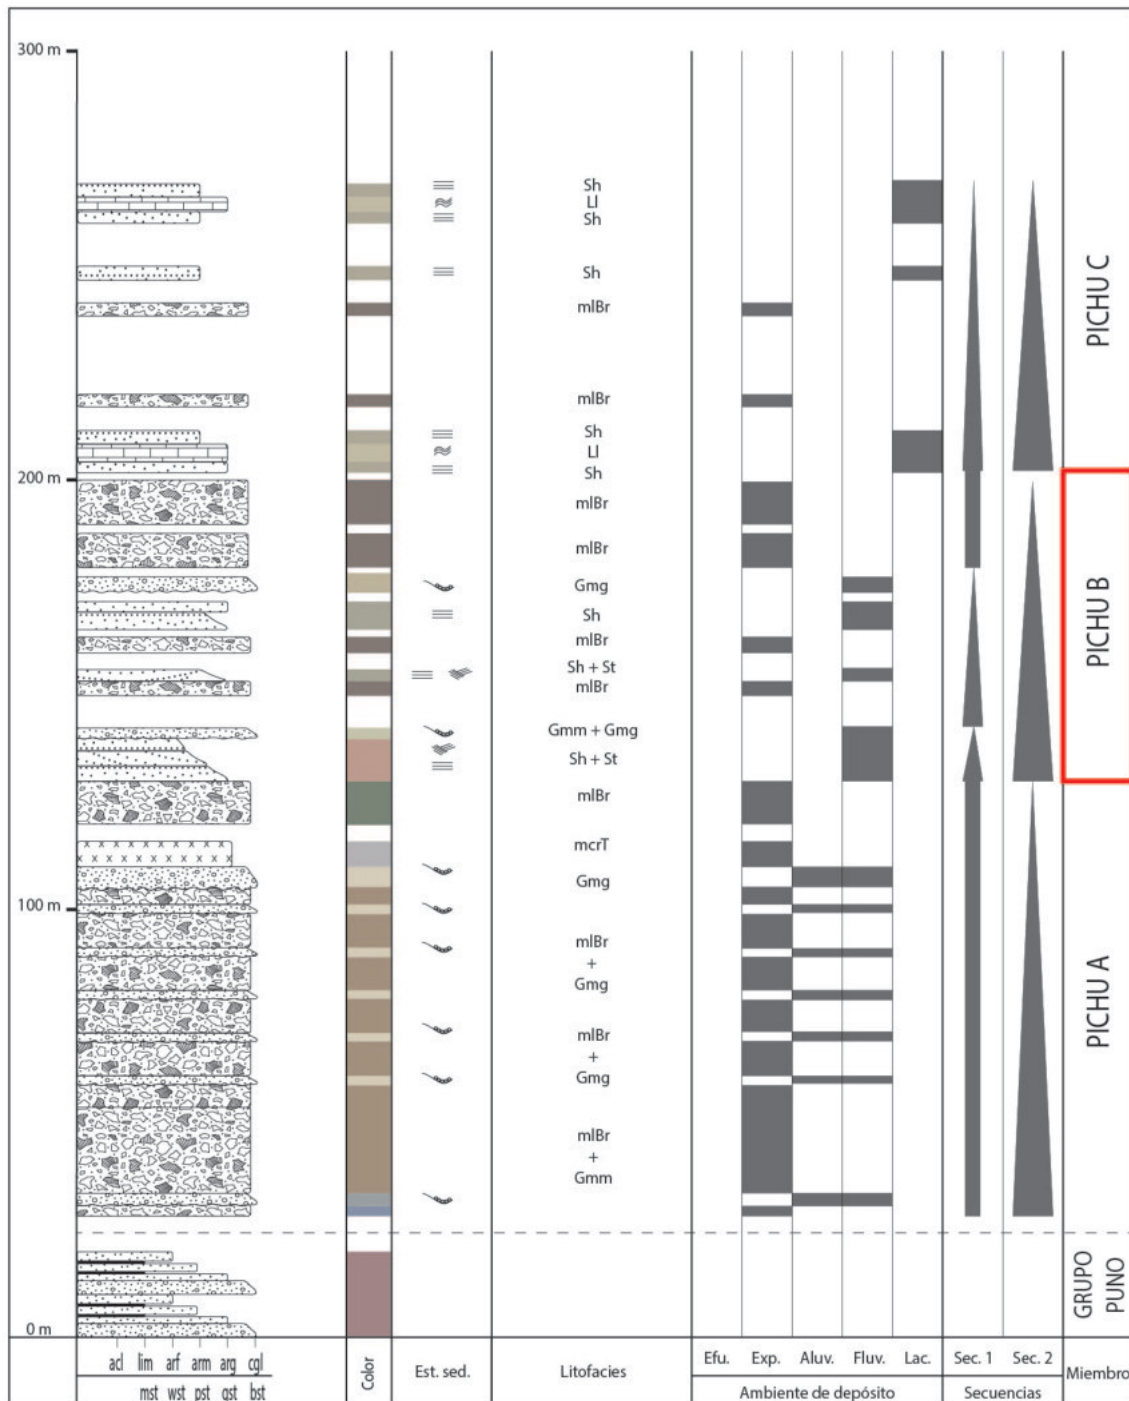 300 m
Sh
Ll
Sh
Sh
mlBr
mlBr
Sh
Ll
Sh
200 m
mlBr
mlBr
Gmg
Sh
mlBr
Sh + St
mlBr
Gmm + Gmg
Sh + St
mlBr
mcrT
Gmg
100 m
mlBr
+
Gmg
mlBr
+
Gmg
mlBr
+
Gmm
0 m
PICHU C
PICHU B
PICHU A
GRUPO
PUNO
acl lim arf arm arg cgl
mst wst pst gst bst
Color
Est. sed.
Litofacies
Efu. Exp. Aluv. Fluv. Lac.
Ambiente de depósito
Sec. 1 Sec. 2
Secuencias
Miembro